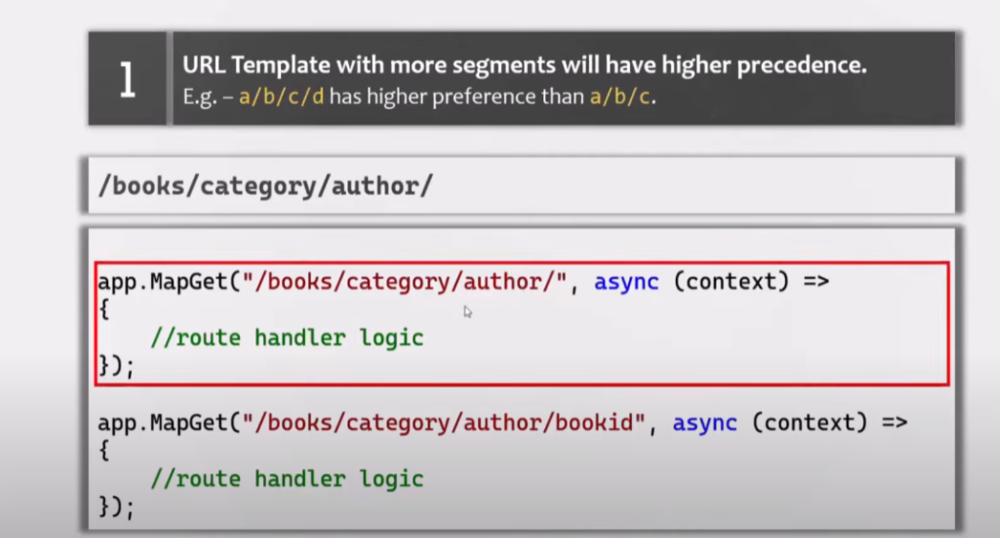 1
URL Template with more segments will have higher precedence.
E.g. – a/b/c/d has higher preference than a/b/c.
/books/category/author/
app.MapGet("/books/category/author/", async (context) =>
{
    //route handler logic
});
app.MapGet("/books/category/author/bookid", async (context) =>
{
    //route handler logic
});